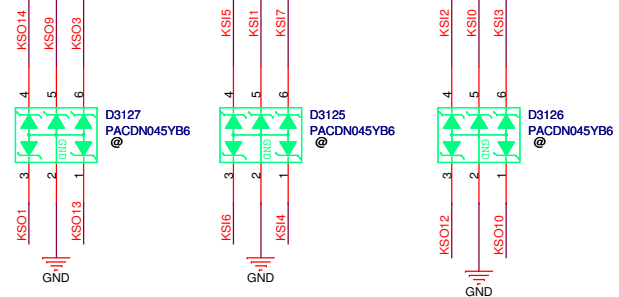 KSO14
KSO9
KSO3
KSI5
KSI1
KSI7
KSI2
KSI0
KSI3
4
5
6
4
5
6
4
5
6
D3127
PACDN045YB6
@
GND
D3125
PACDN045YB6
@
GND
D3126
PACDN045YB6
@
GND
3
2
1
3
2
1
3
2
1
KSO1
KSO13
KSI6
KSI4
KSO12
KSO10
GND
GND
GND